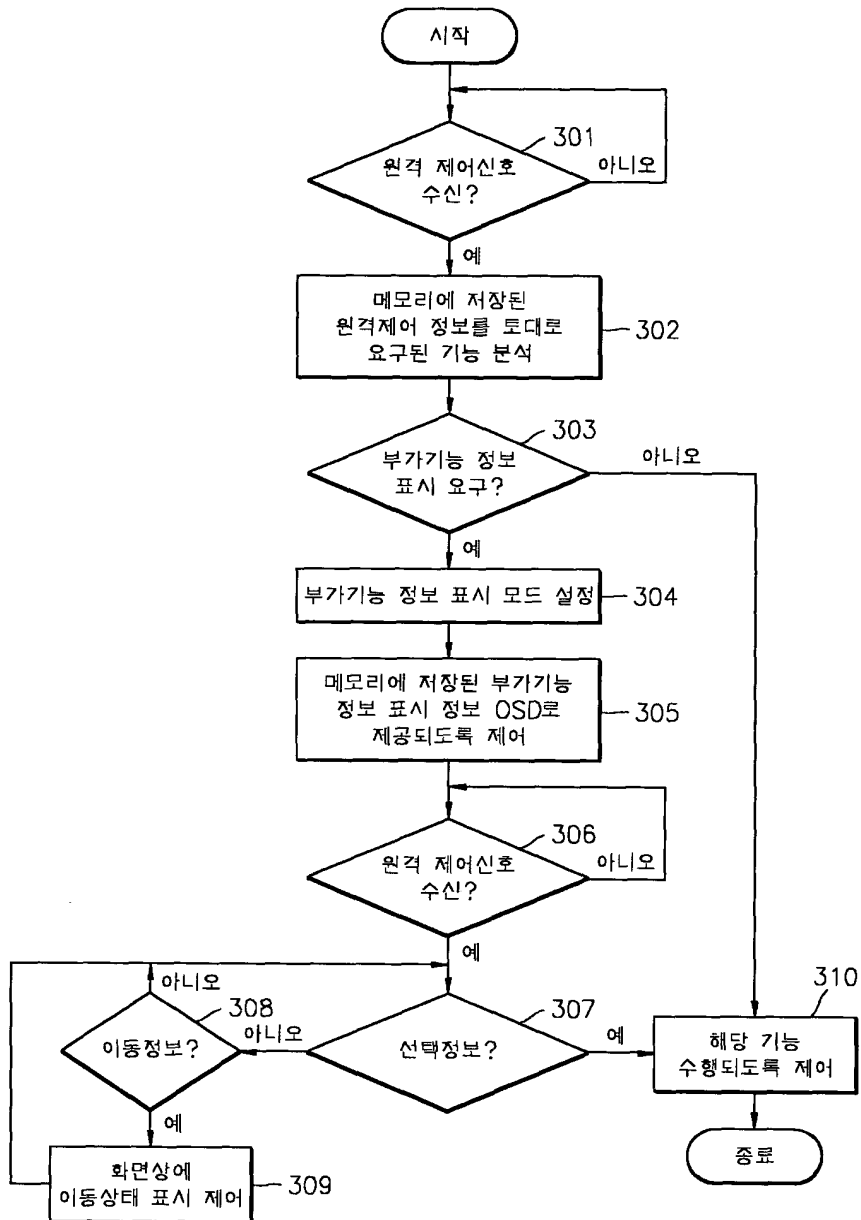 시작
301
원격 제어신호
수신?
아니오
예
메모리에 저장된
원격제어 정보를 토대로
요구된 기능 분석
302
303
부가기능 정보
표시 요구?
아니오
예
부가기능 정보 표시 모드 설정
304
메모리에 저장된 부가기능
정보 표시 정보 OSD로
제공되도록 제어
305
306
원격 제어신호
수신?
아니오
예
아니오
308
이동정보?
아니오
307
선택정보?
예
310
해당 기능
수행되도록 제어
예
종료
화면상에
이동상태 표시 제어
309